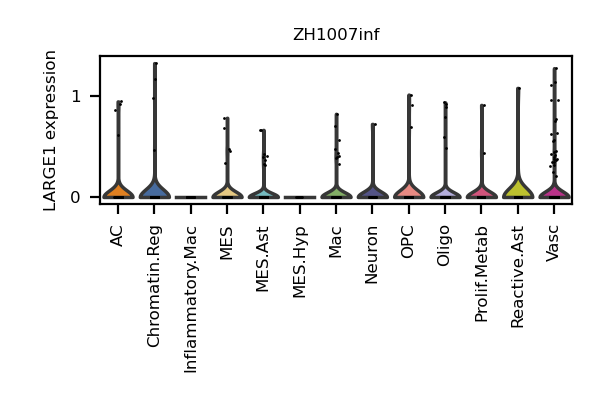 ZH1007inf
LARGE1 expression
1
0
AC
Chromatin.Reg
Inflammatory.Mac
MES
MES.Ast
MES.Hyp
Mac
Neuron
OPC
Oligo
Prolif.Metab
Reactive.Ast
Vasc